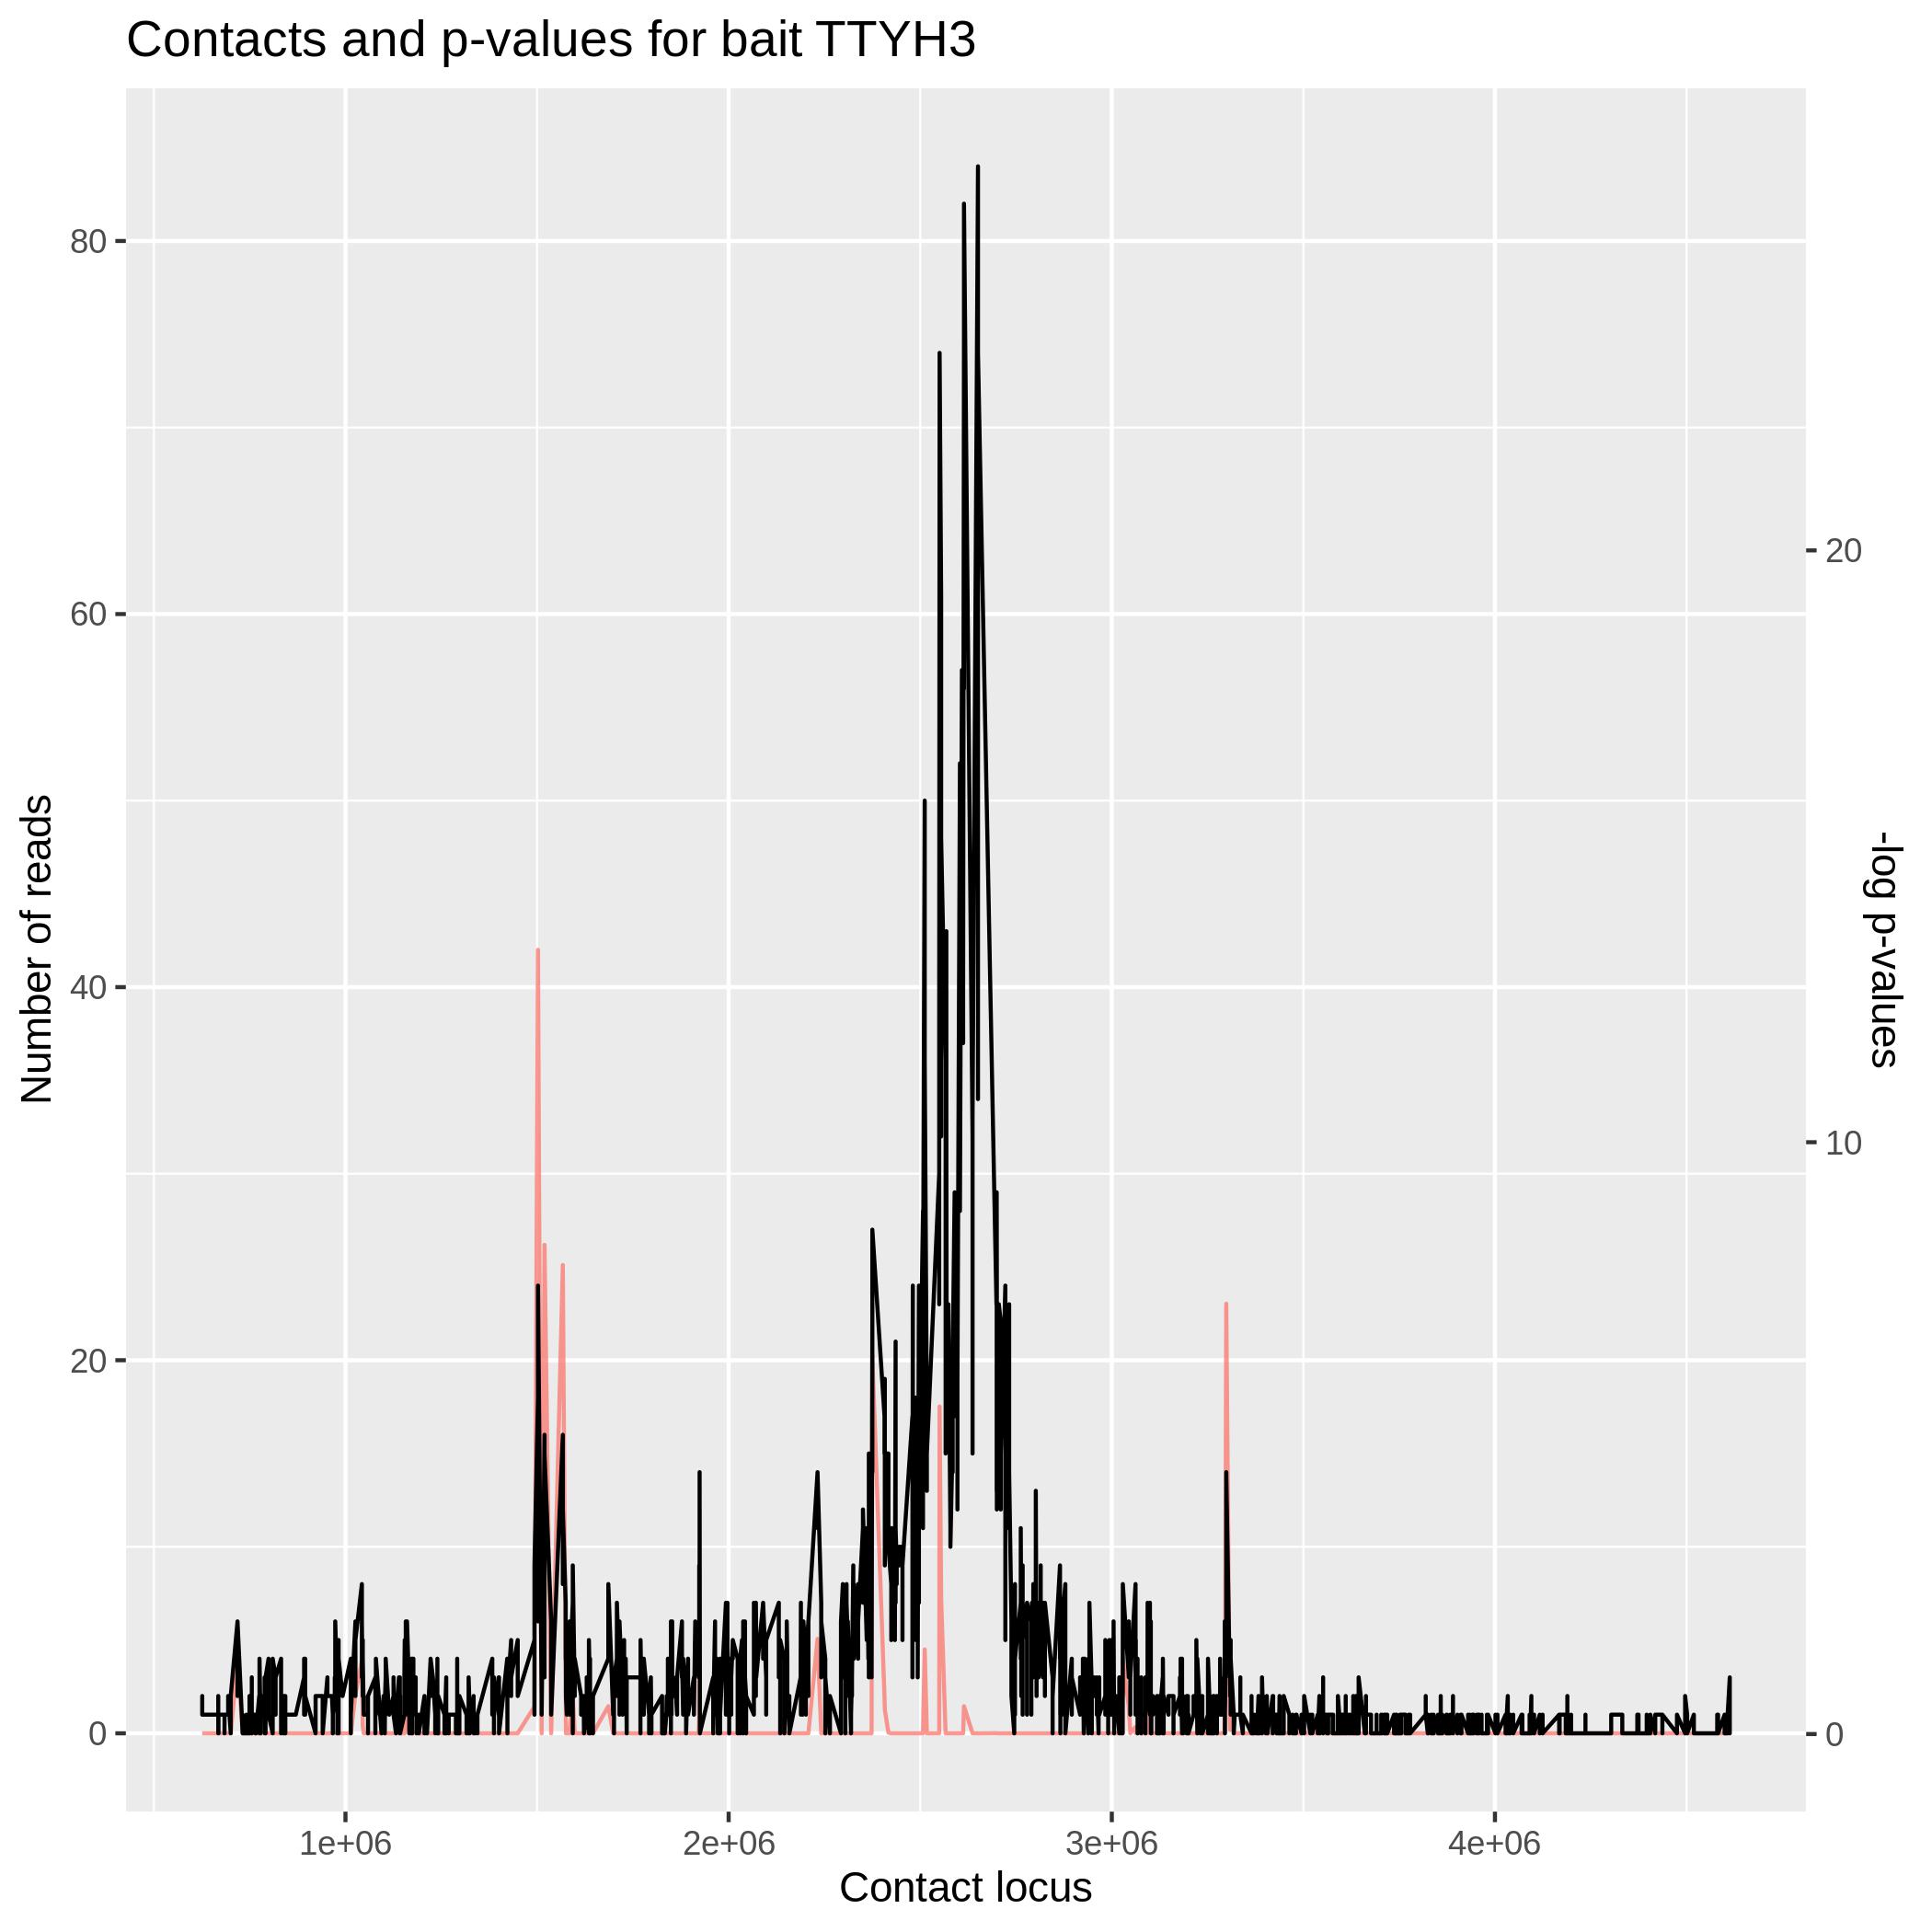 Contacts and p-values for bait TTYH3
Number of reads
80
60
40
20
0
20
10
0
-log p-values
1e+06
2e+06
3e+06
4e+06
Contact locus